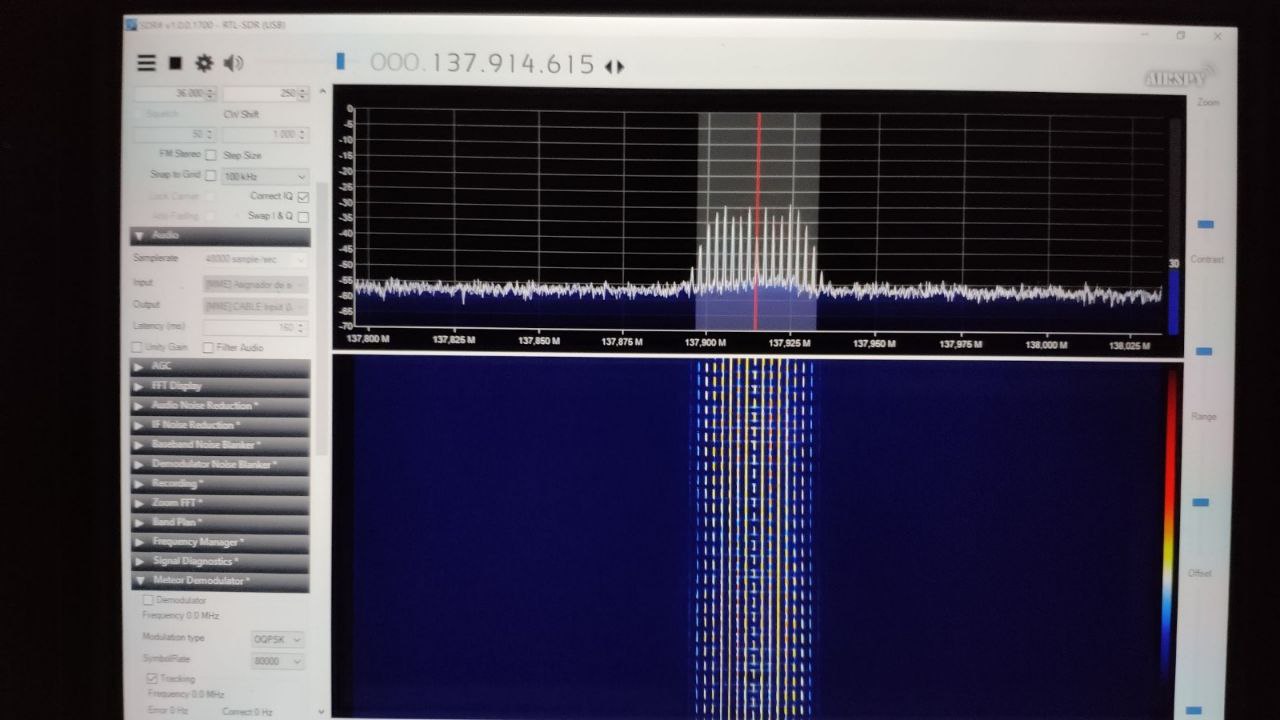 SDR# v1.0.0.1700 - RTL-SDR (USB)
000.137.914.615
AIRSPY
36.000 250
Squelch CW Shift
50 1.000
FM Stereo Step Size
Snap to Grid 100 kHz
Lock Carrier Correct IQ
Anti-Fading Swap I & Q
Audio
Samplerate 48000 sample/sec
Input [MME] Asignador de s
Output [MME] CABLE Input (V
Latency (ms) 160
Unity Gain Filter Audio
AGC
FFT Display
Audio Noise Reduction *
IF Noise Reduction *
Baseband Noise Blanker *
Demodulator Noise Blanker *
Recording *
Zoom FFT *
Band Plan *
Frequency Manager *
Signal Diagnostics *
Meteor Demodulator *
Demodulator
Frequency 0.0 MHz
Modulation type OQPSK
SymbolRate 80000
Tracking
Frequency 0.0 MHz
Error 0 Hz Correct 0 Hz
0
-5
-10
-15
-20
-25
-30
-35
-40
-45
-50
-55
-60
-65
-70
137,800 M 137,825 M 137,850 M 137,875 M 137,900 M 137,925 M 137,950 M 137,975 M 138,000 M 138,025 M
30
Zoom
Contrast
Range
Offset